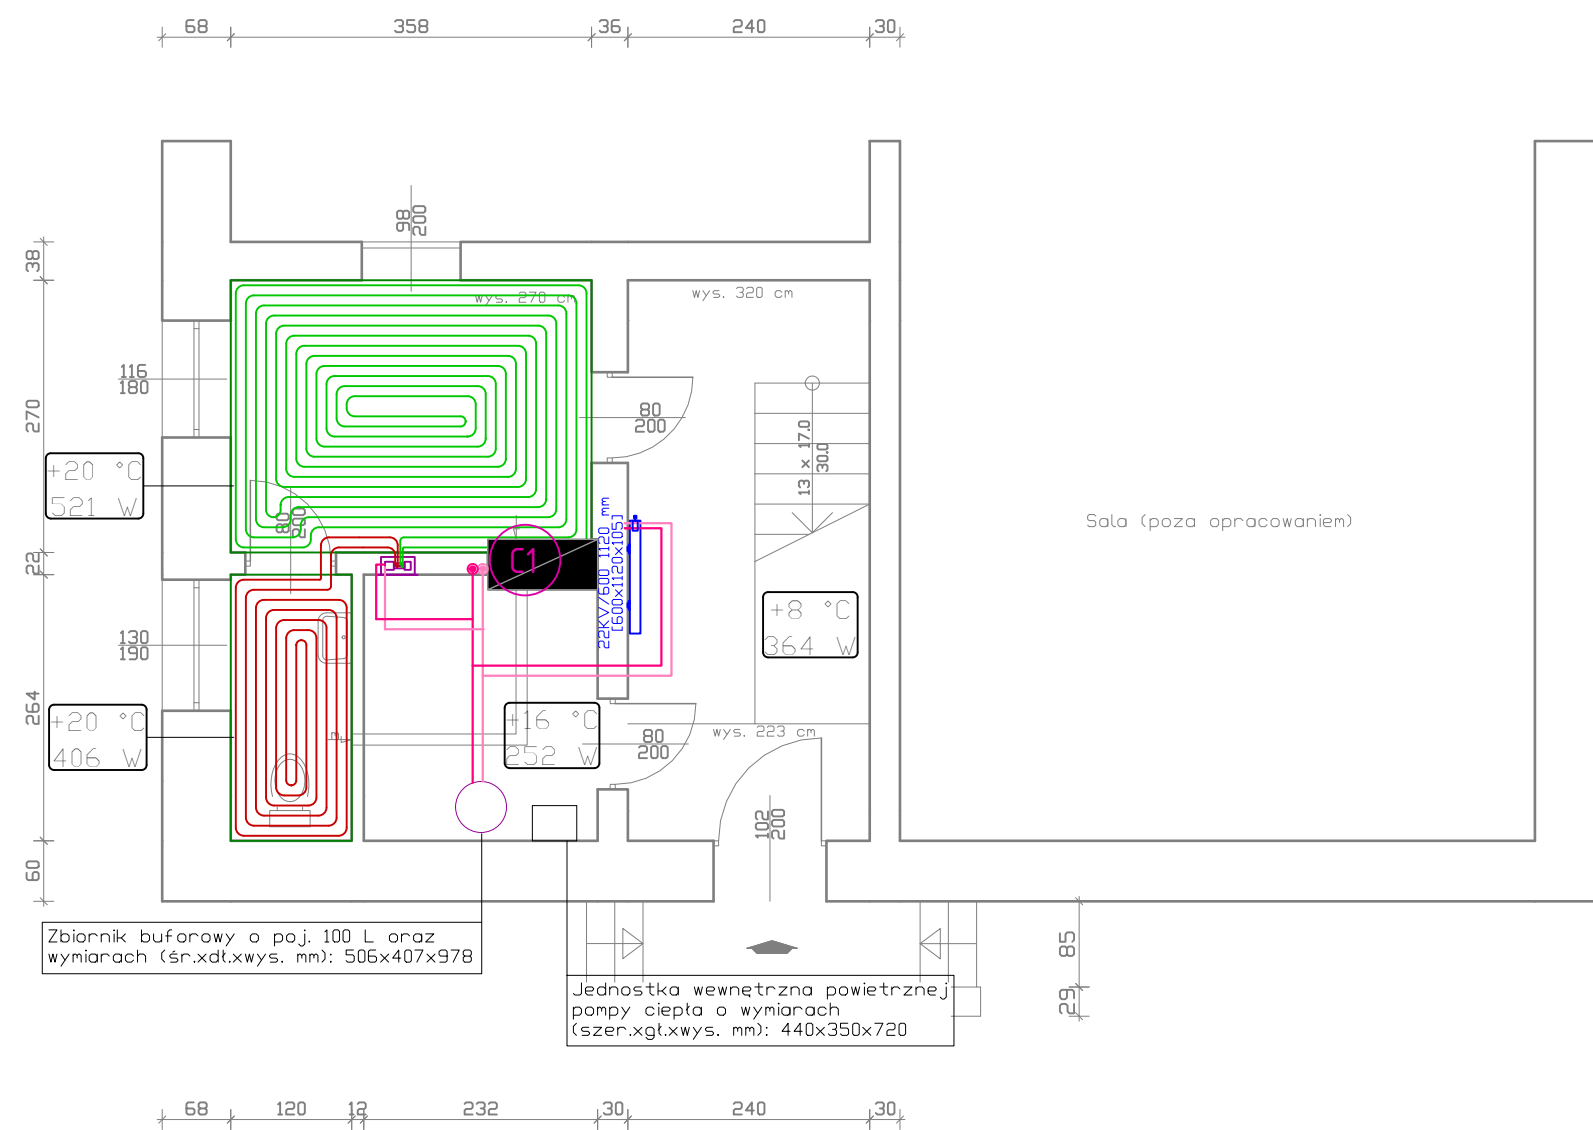 68
358
36
240
30
98
200
38
wys. 270 cm
wys. 320 cm
116
180
270
80
200
13 x 17.0
30.0
+20 °C
521 W
80
200
C1
22KV/600 1120 mm
[600x1120x105]
Sala (poza opracowaniem)
22
+8 °C
364 W
130
190
264
+20 °C
406 W
+16 °C
252 W
80
200
wys. 223 cm
102
200
60
Zbiornik buforowy o poj. 100 L oraz
wymiarach (śr.xdł.xwys. mm): 506x407x978
Jednostka wewnętrzna powietrznej
pompy ciepła o wymiarach
(szer.xgł.xwys. mm): 440x350x720
85
29
68
120
12
232
30
240
30